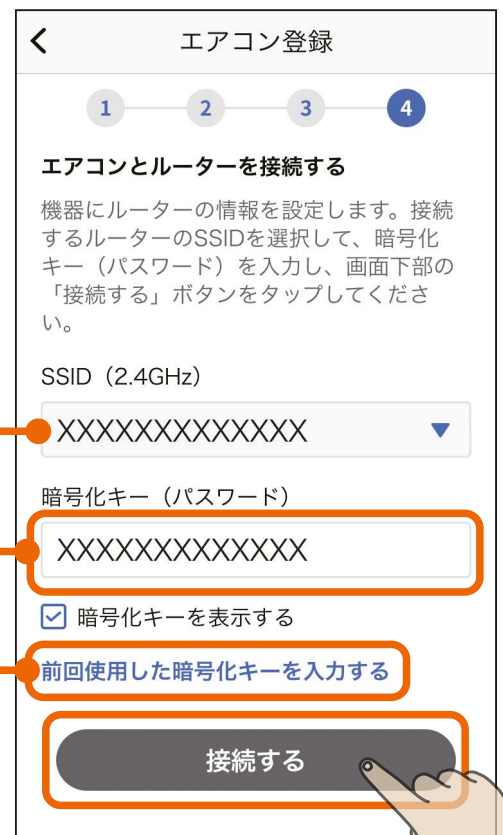 エアコン登録
1 2 3 4
エアコンとルーターを接続する
機器にルーターの情報を設定します。接続
するルーターのSSIDを選択して、暗号化
キー（パスワード）を入力し、画面下部の
「接続する」ボタンをタップしてくださ
い。
SSID（2.4GHz）
XXXXXXXXXXXXX
暗号化キー（パスワード）
XXXXXXXXXXXXX
暗号化キーを表示する
前回使用した暗号化キーを入力する
接続する